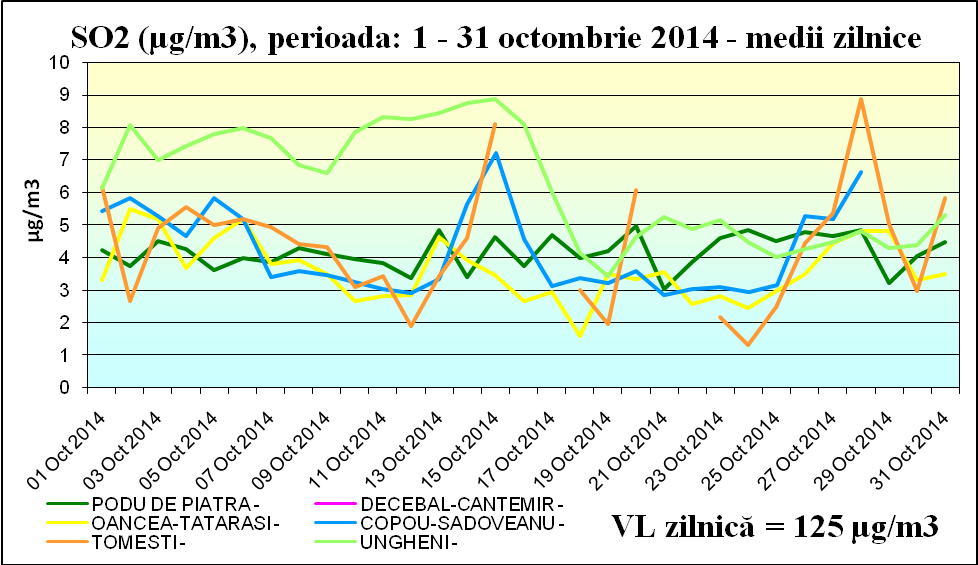 SO2 (µg/m3), perioada: 1 - 31 octombrie 2014 - medii zilnice
µg/m3
10
9
8
7
6
5
4
3
2
1
0
01 Oct 2014
03 Oct 2014
05 Oct 2014
07 Oct 2014
09 Oct 2014
11 Oct 2014
13 Oct 2014
15 Oct 2014
17 Oct 2014
19 Oct 2014
21 Oct 2014
23 Oct 2014
25 Oct 2014
27 Oct 2014
29 Oct 2014
31 Oct 2014
PODU DE PIATRA-
DECEBAL-CANTEMIR -
OANCEA-TATARASI-
COPOU-SADOVEANU -
TOMESTI -
UNGHENI-
VL zilnică = 125 µg/m3